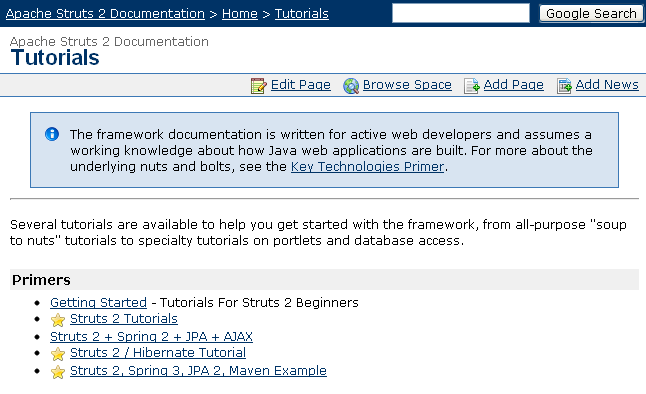 Apache Struts 2 Documentation > Home > Tutorials Google Search
Apache Struts 2 Documentation
Tutorials
Edit Page Browse Space Add Page Add News
The framework documentation is written for active web developers and assumes a
working knowledge about how Java web applications are built. For more about the
underlying nuts and bolts, see the Key Technologies Primer.
Several tutorials are available to help you get started with the framework, from all-purpose "soup
to nuts" tutorials to specialty tutorials on portlets and database access.
Primers
Getting Started - Tutorials For Struts 2 Beginners
Struts 2 Tutorials
Struts 2 + Spring 2 + JPA + AJAX
Struts 2 / Hibernate Tutorial
Struts 2, Spring 3, JPA 2, Maven Example